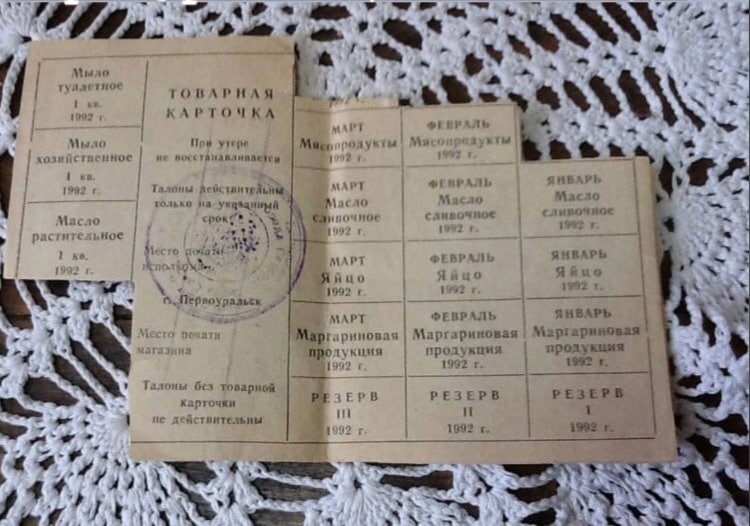 Мыло
туалетное
I кв.
1992 г.
Мыло
хозяйственное
I кв.
1992 г.
Масло
растительное
I кв.
1992 г.
ТОВАРНАЯ
КАРТОЧКА
При утере
не восстанавливается
Талоны действительны
только на указанный
срок
Место печати
г. Первоуральск
Место печати
магазина
Талоны без товарной
карточки
не действительны
МАРТ
Мясопродукты
1992 г.
ФЕВРАЛЬ
Мясопродукты
1992 г.
МАРТ
Масло
сливочное
1992 г.
ФЕВРАЛЬ
Масло
сливочное
1992 г.
ЯНВАРЬ
Масло
сливочное
1992 г.
МАРТ
Яйцо
1992 г.
ФЕВРАЛЬ
Яйцо
1992 г.
ЯНВАРЬ
Яйцо
1992 г.
МАРТ
Маргариновая
продукция
1992 г.
ФЕВРАЛЬ
Маргариновая
продукция
1992 г.
ЯНВАРЬ
Маргариновая
продукция
1992 г.
РЕЗЕРВ
III
1992 г.
РЕЗЕРВ
II
1992 г.
РЕЗЕРВ
I
1992 г.